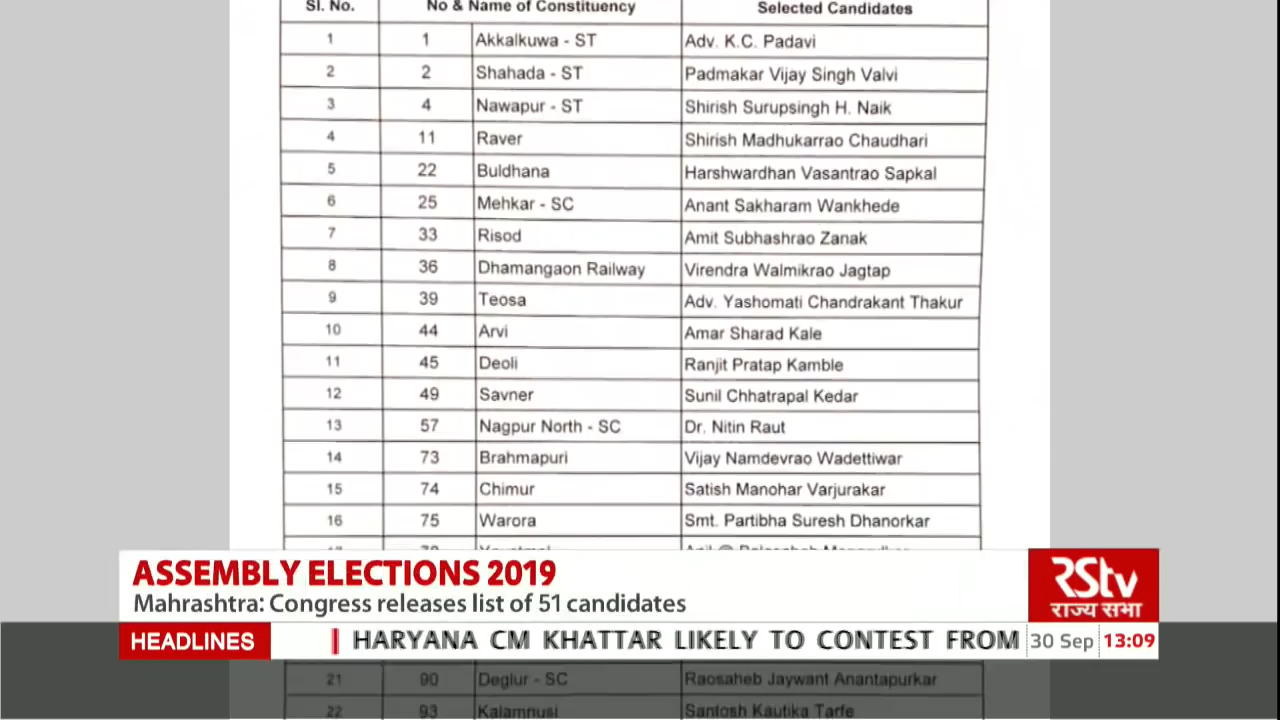 Sl. No. No & Name of Constituency Selected Candidates
1 1 Akkalkuwa - ST Adv. K.C. Padavi
2 2 Shahada - ST Padmakar Vijay Singh Valvi
3 4 Nawapur - ST Shirish Surupsingh H. Naik
4 11 Raver Shirish Madhukarrao Chaudhari
5 22 Buldhana Harshwardhan Vasantrao Sapkal
6 25 Mehkar - SC Anant Sakharam Wankhede
7 33 Risod Amit Subhashrao Zanak
8 36 Dhamangaon Railway Virendra Walmikrao Jagtap
9 39 Teosa Adv. Yashomati Chandrakant Thakur
10 44 Arvi Amar Sharad Kale
11 45 Deoli Ranjit Pratap Kamble
12 49 Savner Sunil Chhatrapal Kedar
13 57 Nagpur North - SC Dr. Nitin Raut
14 73 Brahmapuri Vijay Namdevrao Wadettiwar
15 74 Chimur Satish Manohar Varjurakar
16 75 Warora Smt. Partibha Suresh Dhanorkar
ASSEMBLY ELECTIONS 2019
Mahrashtra: Congress releases list of 51 candidates
RStv
राज्य सभा
HEADLINES HARYANA CM KHATTAR LIKELY TO CONTEST FROM 30 Sep 13:09
21 90 Deglur - SC Raosaheb Jaywant Anantapurkar
22 93 Kalamnusi Santosh Kautika Tarfe